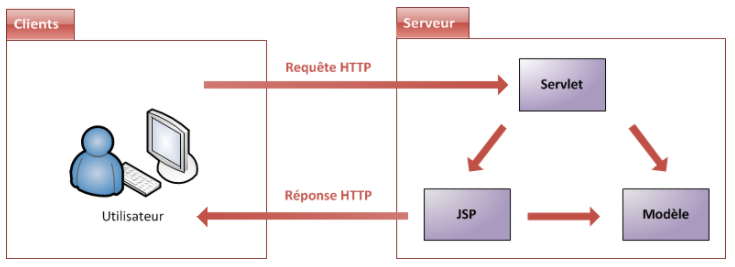 Clients
Serveur
Requête HTTP
Servlet
Réponse HTTP
Utilisateur
JSP
Modèle